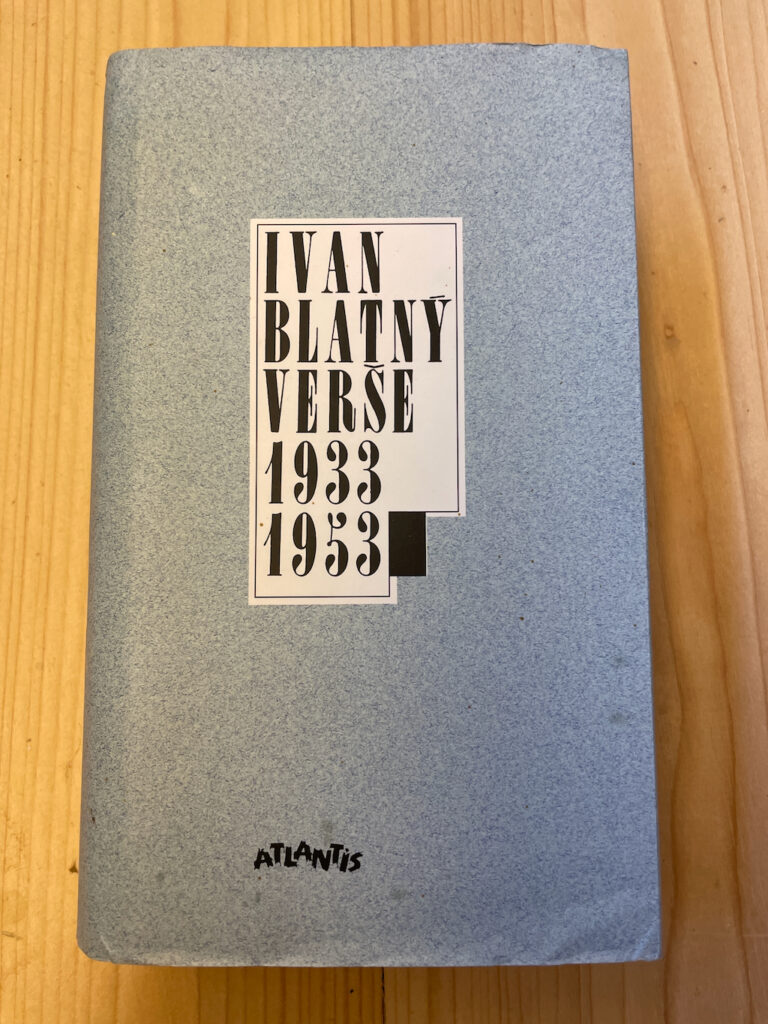 IVAN
BLATNÝ
VERŠE
1933
1953
ATLANTIS